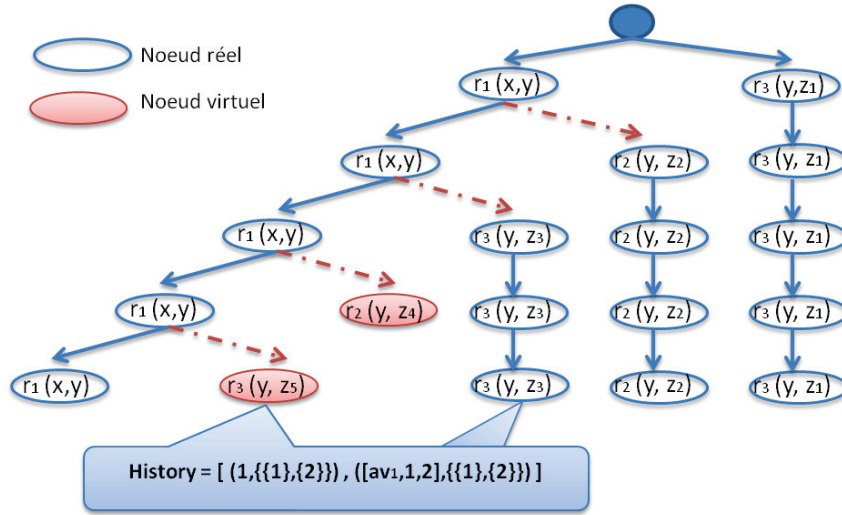 Noeud réel
Noeud virtuel
r₁ (x,y)
r₃ (y,z₁)
r₁ (x,y)
r₂ (y, z₂)
r₃ (y, z₁)
r₁ (x,y)
r₃ (y, z₃)
r₂ (y, z₂)
r₃ (y, z₁)
r₁ (x,y)
r₂ (y, z₄)
r₃ (y, z₃)
r₂ (y, z₂)
r₃ (y, z₁)
r₁ (x,y)
r₃ (y, z₅)
r₃ (y, z₃)
r₂ (y, z₂)
r₃ (y, z₁)
History = [ (1,{{1},{2}}) , ([av₁,1,2],{{1},{2}}) ]